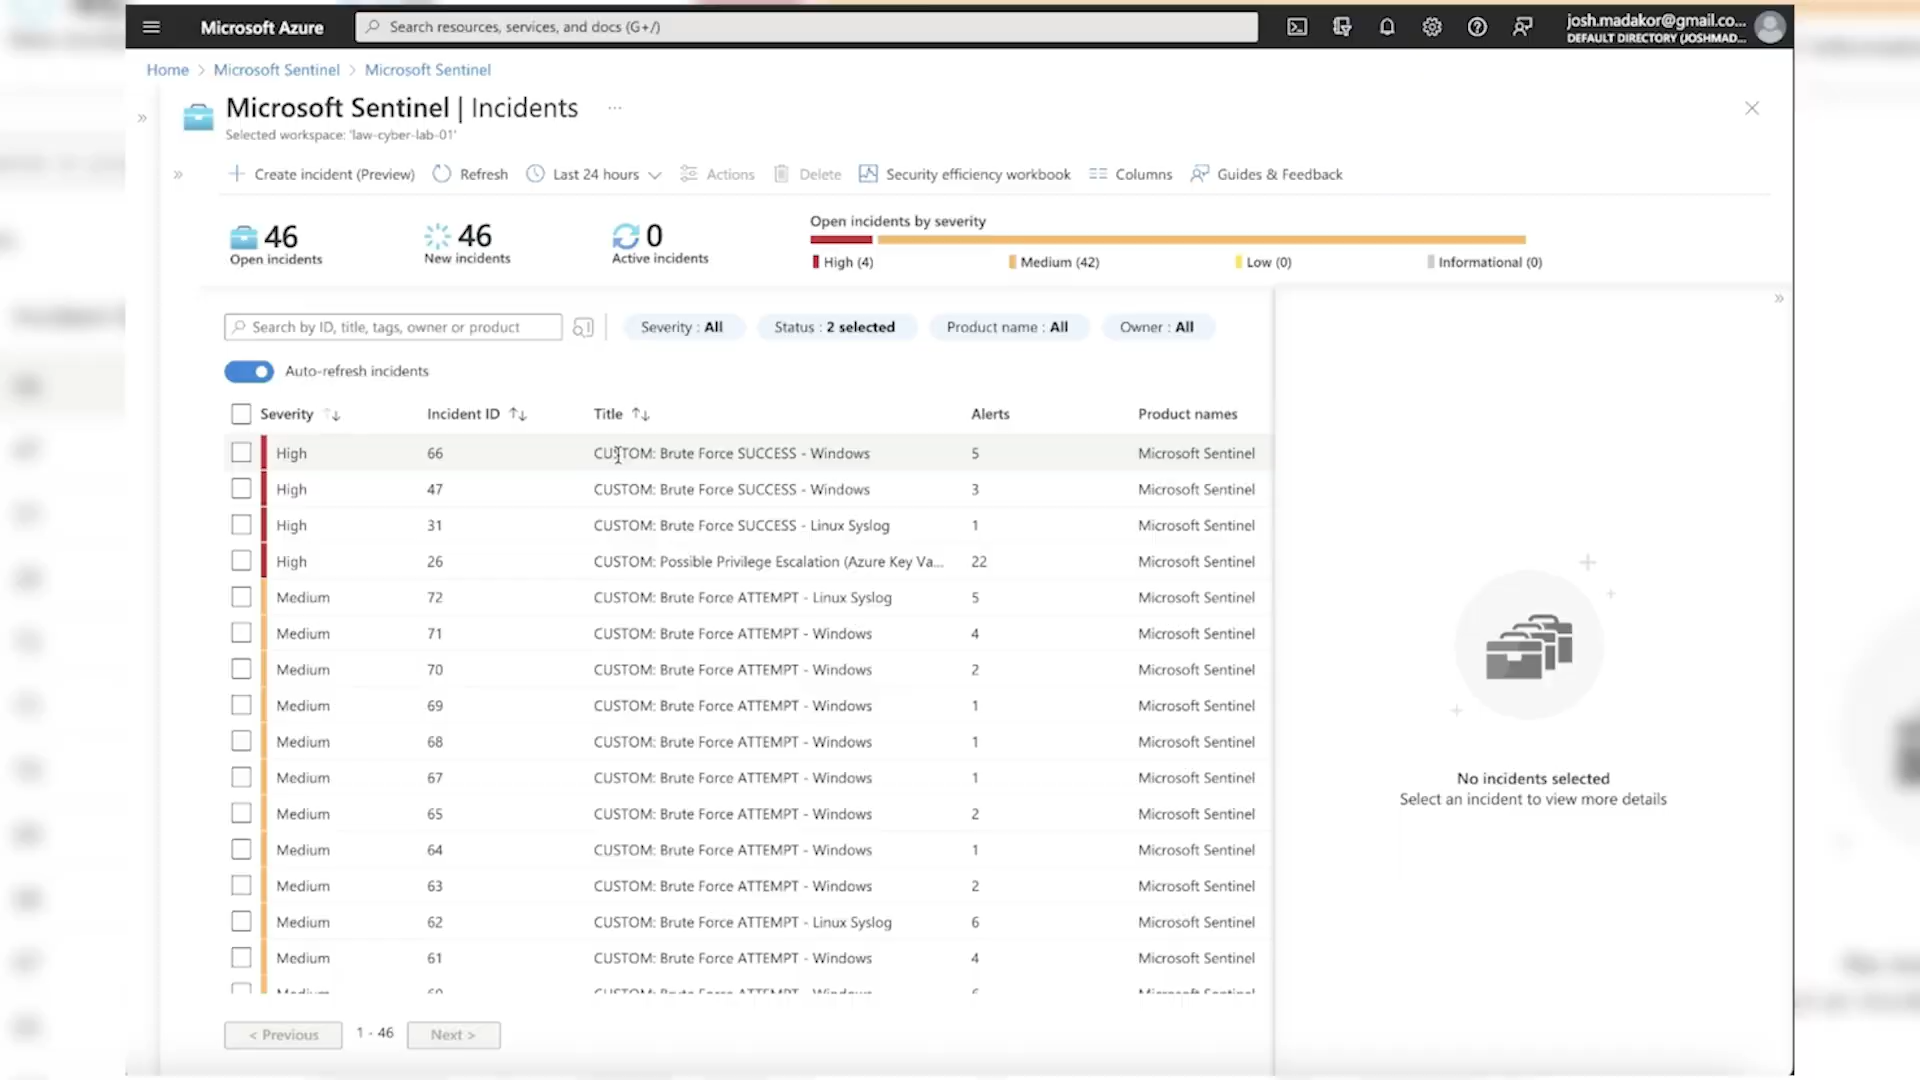 Microsoft Azure
Search resources, services, and docs (G+/)
josh.madakor@gmail.co...
DEFAULT DIRECTORY (JOSHMAD...
Home > Microsoft Sentinel > Microsoft Sentinel
Microsoft Sentinel | Incidents ...
Selected workspace: 'law-cyber-lab-01'
Create incident (Preview) Refresh Last 24 hours Actions Delete Security efficiency workbook Columns Guides & Feedback
46 Open incidents
46 New incidents
0 Active incidents
Open incidents by severity
High (4) Medium (42) Low (0) Informational (0)
Search by ID, title, tags, owner or product
Severity : All Status : 2 selected Product name : All Owner : All
Auto-refresh incidents
Severity Incident ID Title Alerts Product names
High 66 CUSTOM: Brute Force SUCCESS - Windows 5 Microsoft Sentinel
High 47 CUSTOM: Brute Force SUCCESS - Windows 3 Microsoft Sentinel
High 31 CUSTOM: Brute Force SUCCESS - Linux Syslog 1 Microsoft Sentinel
High 26 CUSTOM: Possible Privilege Escalation (Azure Key Va... 22 Microsoft Sentinel
Medium 72 CUSTOM: Brute Force ATTEMPT - Linux Syslog 5 Microsoft Sentinel
Medium 71 CUSTOM: Brute Force ATTEMPT - Windows 4 Microsoft Sentinel
Medium 70 CUSTOM: Brute Force ATTEMPT - Windows 2 Microsoft Sentinel
Medium 69 CUSTOM: Brute Force ATTEMPT - Windows 1 Microsoft Sentinel
Medium 68 CUSTOM: Brute Force ATTEMPT - Windows 1 Microsoft Sentinel
Medium 67 CUSTOM: Brute Force ATTEMPT - Windows 1 Microsoft Sentinel
Medium 65 CUSTOM: Brute Force ATTEMPT - Windows 2 Microsoft Sentinel
Medium 64 CUSTOM: Brute Force ATTEMPT - Windows 1 Microsoft Sentinel
Medium 63 CUSTOM: Brute Force ATTEMPT - Windows 2 Microsoft Sentinel
Medium 62 CUSTOM: Brute Force ATTEMPT - Linux Syslog 6 Microsoft Sentinel
Medium 61 CUSTOM: Brute Force ATTEMPT - Windows 4 Microsoft Sentinel
< Previous 1 - 46 Next >
No incidents selected
Select an incident to view more details